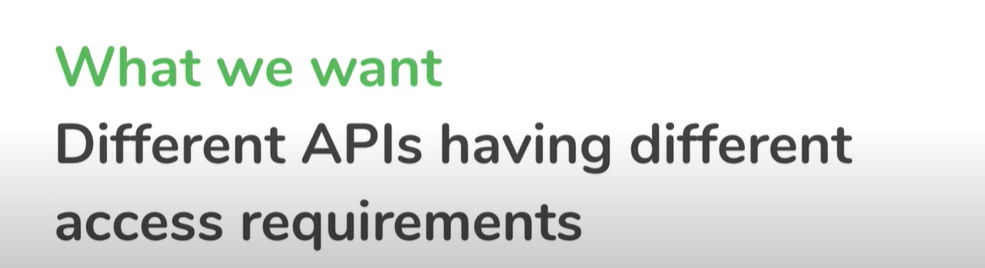 What we want
Different APIs having different
access requirements